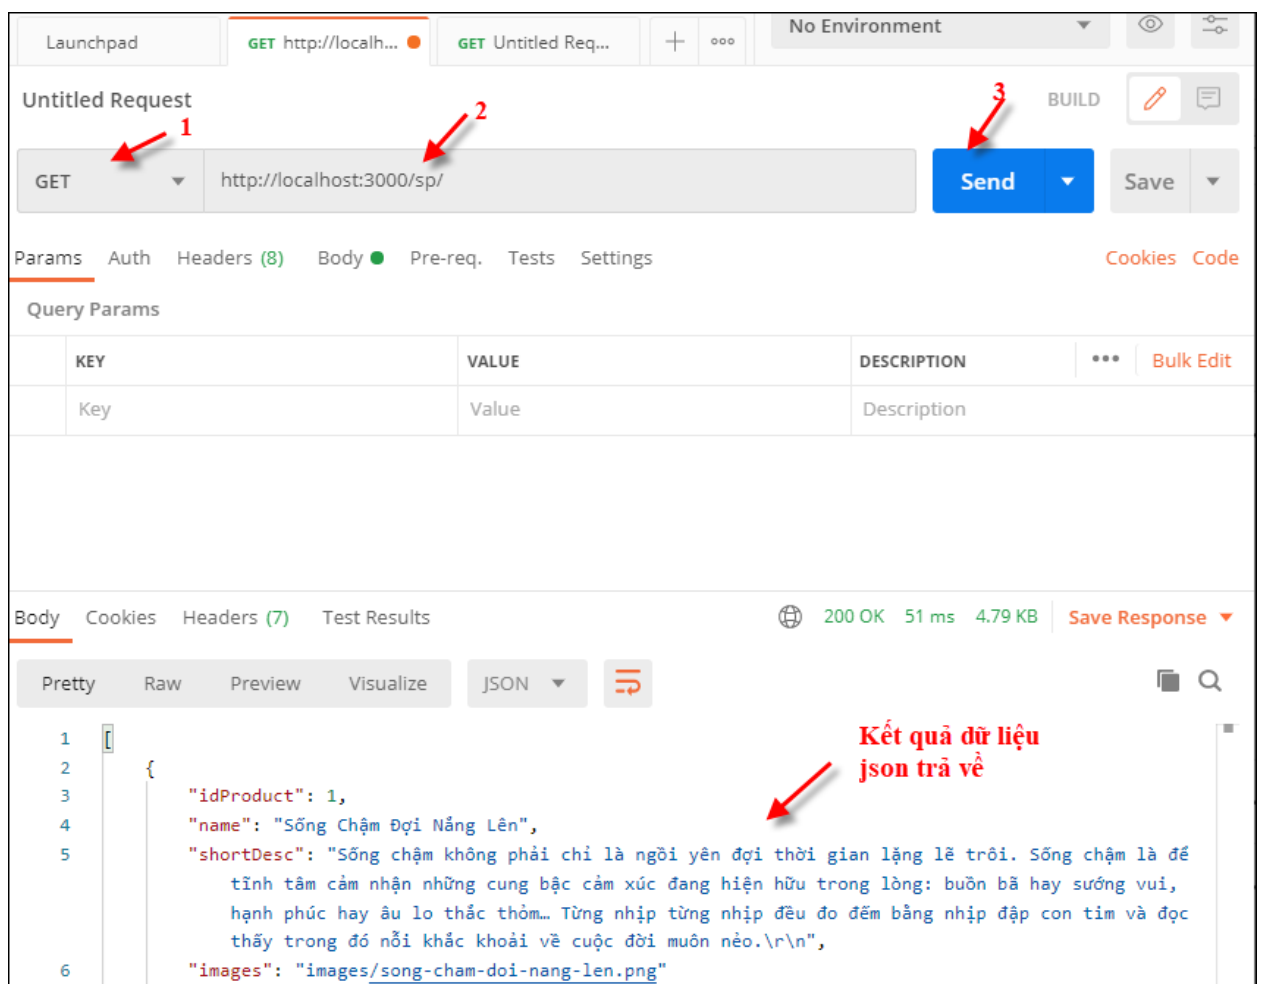 Launchpad
GET http://localh...
GET Untitled Req...
No Environment
Untitled Request
BUILD
1
2
3
GET
http://localhost:3000/sp/
Send
Save
Params Auth Headers (8) Body Pre-req. Tests Settings Cookies Code
Query Params
KEY VALUE DESCRIPTION Bulk Edit
Key Value Description
Body Cookies Headers (7) Test Results 200 OK 51 ms 4.79 KB Save Response
Pretty Raw Preview Visualize JSON
Kết quả dữ liệu
json trả về
1 [
2 {
3 "idProduct": 1,
4 "name": "Sống Chậm Đợi Nắng Lên",
5 "shortDesc": "Sống chậm không phải chỉ là ngồi yên đợi thời gian lặng lẽ trôi. Sống chậm là để
tĩnh tâm cảm nhận những cung bậc cảm xúc đang hiện hữu trong lòng: buồn bã hay sướng vui,
hạnh phúc hay âu lo thắc thỏm… Từng nhịp từng nhịp đều đo đếm bằng nhịp đập con tim và đọc
thấy trong đó nỗi khắc khoải về cuộc đời muôn nẻo.\r\n",
6 "images": "images/song-cham-doi-nang-len.png"